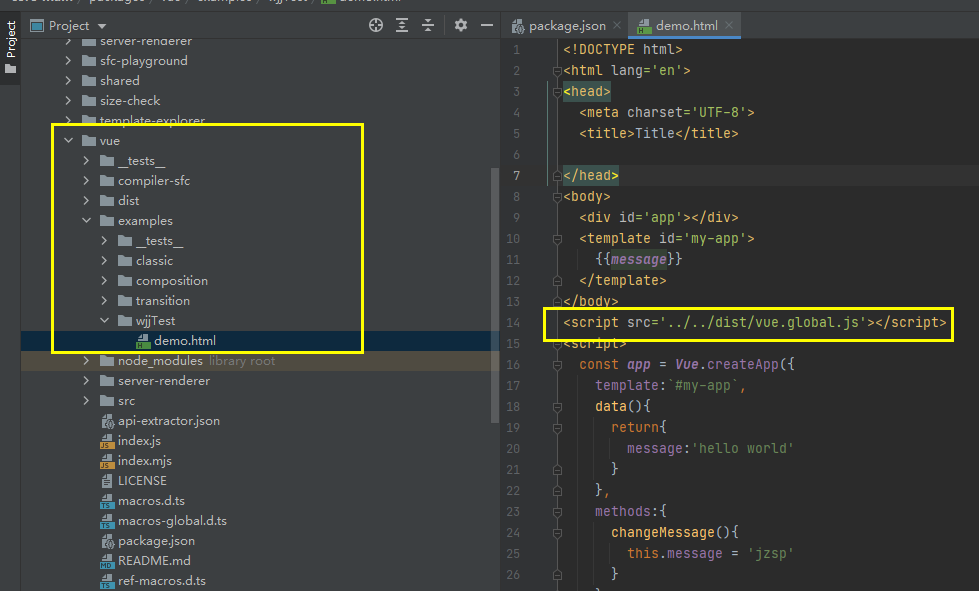 Project
Project
server-renderer
sfc-playground
shared
size-check
template-explorer
vue
__tests__
compiler-sfc
dist
examples
__tests__
classic
composition
transition
wjjTest
demo.html
node_modules library root
server-renderer
src
api-extractor.json
index.js
index.mjs
LICENSE
macros.d.ts
macros-global.d.ts
package.json
README.md
ref-macros.d.ts
package.json
demo.html
1 <!DOCTYPE html>
2 <html lang='en'>
3 <head>
4 <meta charset='UTF-8'>
5 <title>Title</title>
6
7 </head>
8 <body>
9 <div id='app'></div>
10 <template id='my-app'>
11 {{message}}
12 </template>
13 </body>
14 <script src='../../dist/vue.global.js'></script>
15 <script>
16 const app = Vue.createApp({
17 template:`#my-app`,
18 data(){
19 return{
20 message:'hello world'
21 }
22 },
23 methods:{
24 changeMessage(){
25 this.message = 'jzsp'
26 }